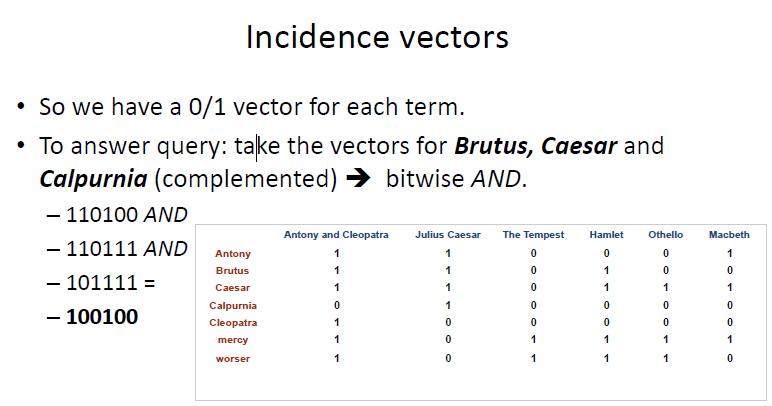 Incidence vectors
• So we have a 0/1 vector for each term.
• To answer query: take the vectors for Brutus, Caesar and
Calpurnia (complemented) ➔ bitwise AND.
– 110100 AND
– 110111 AND
– 101111 =
– 100100
Antony and Cleopatra Julius Caesar The Tempest Hamlet Othello Macbeth
Antony 1 1 0 0 0 1
Brutus 1 1 0 1 0 0
Caesar 1 1 0 1 1 1
Calpurnia 0 1 0 0 0 0
Cleopatra 1 0 0 0 0 0
mercy 1 0 1 1 1 1
worser 1 0 1 1 1 0